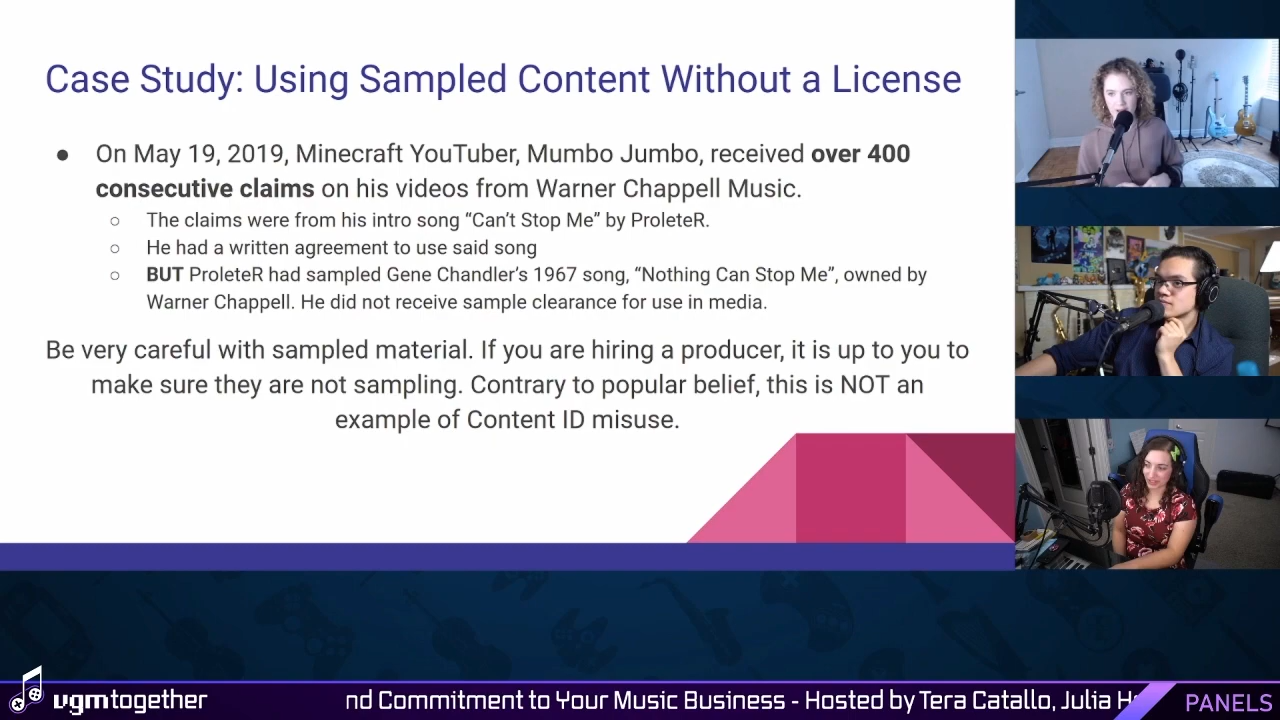 Case Study: Using Sampled Content Without a License
● On May 19, 2019, Minecraft YouTuber, Mumbo Jumbo, received over 400
consecutive claims on his videos from Warner Chappell Music.
○ The claims were from his intro song “Can’t Stop Me” by ProleteR.
○ He had a written agreement to use said song
○ BUT ProleteR had sampled Gene Chandler’s 1967 song, “Nothing Can Stop Me”, owned by
Warner Chappell. He did not receive sample clearance for use in media.
Be very careful with sampled material. If you are hiring a producer, it is up to you to
make sure they are not sampling. Contrary to popular belief, this is NOT an
example of Content ID misuse.
vgmtogether
nd Commitment to Your Music Business - Hosted by Tera Catallo, Julia H
PANELS